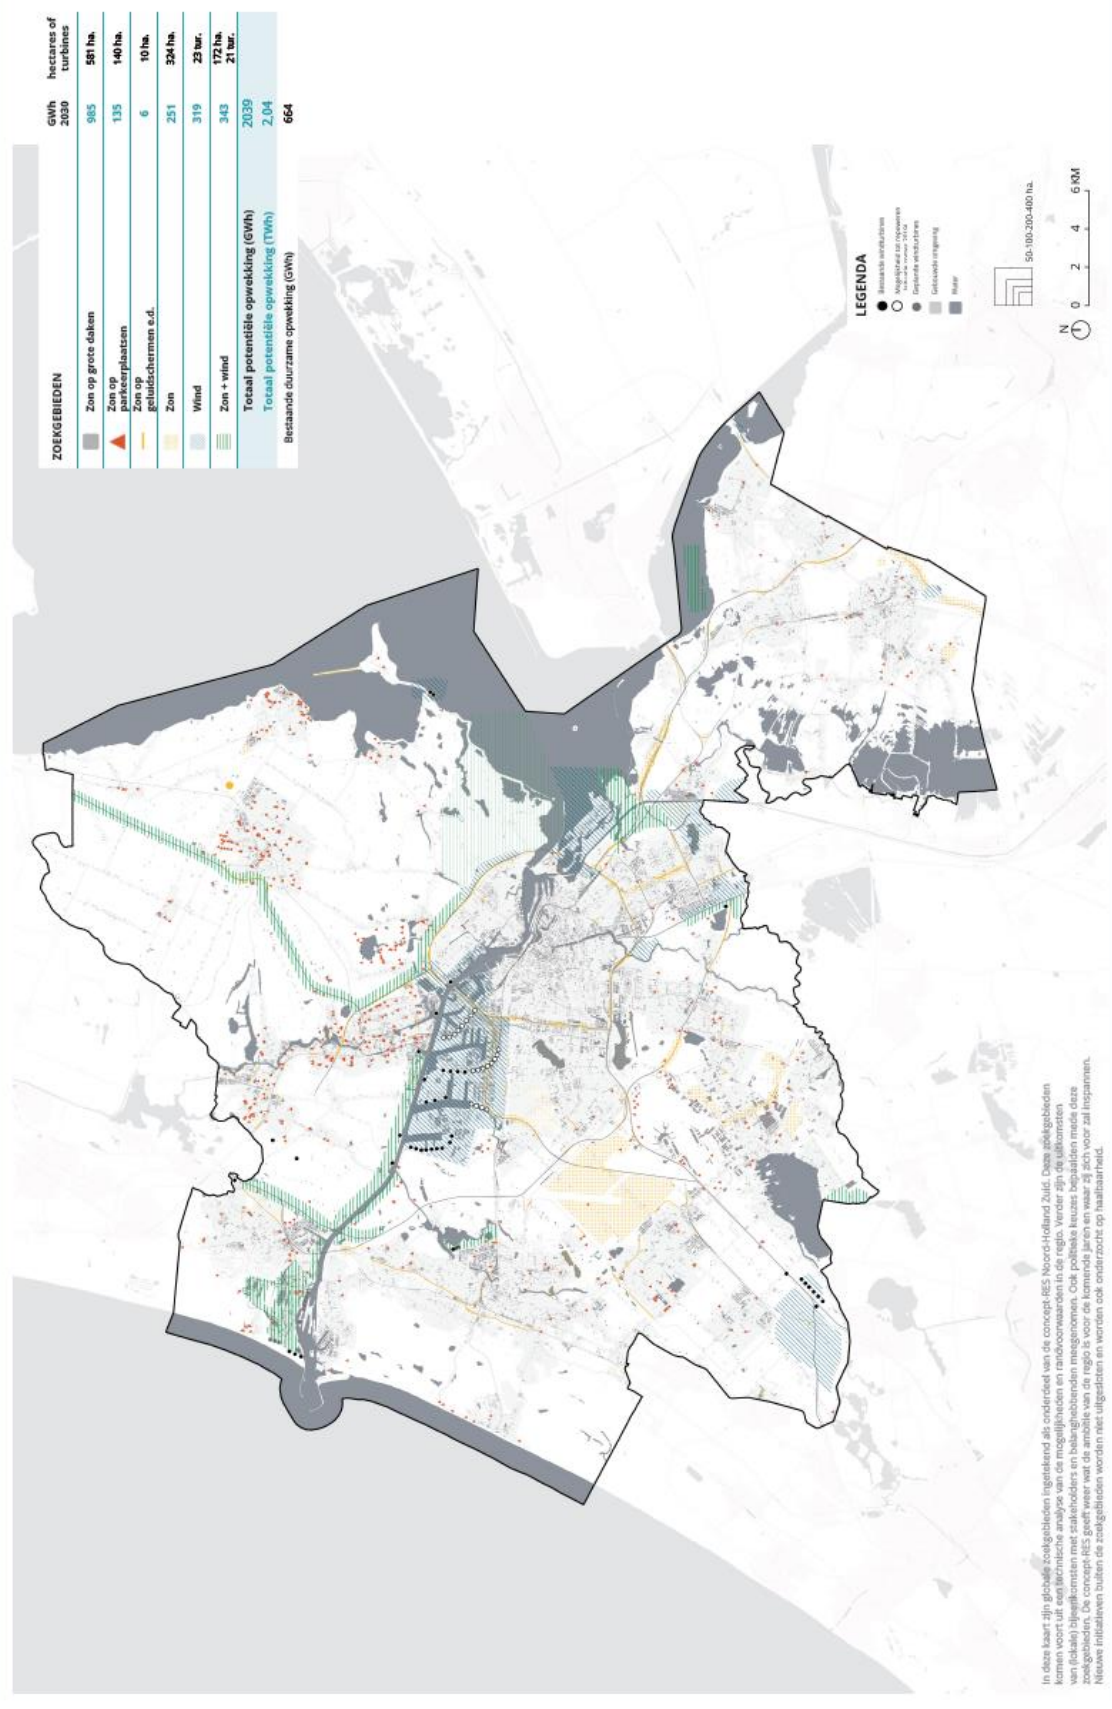 ZOEKGEBIEDEN
GWh 2030
hectares of turbines
Zon op grote daken 985 581 ha.
Zon op parkeerplaatsen 135 140 ha.
Zon op geluidschermen e.d. 6 10 ha.
Zon 251 324 ha.
Wind 319 23 tur.
Zon + wind 343 172 ha. 21 tur.
Totaal potentiële opwekking (GWh) 2039
Totaal potentiële opwekking (TWh) 2,04
Bestaande duurzame opwekking (GWh) 664
LEGENDA
Bestaande windturbines
Geplande windturbines
Gebouwde omgeving
Water
50-100-200-400 ha.
N
0 2 4 6 KM
In deze kaart zijn globale zoekgebieden ingetekend als onderdeel van de concept-RES Noord-Holland Zuid. Deze zoekgebieden
komen voort uit een technische analyse van de mogelijkheden en randvoorwaarden in de regio. Verder zijn de uitkomsten
van (lokale) bijeenkomsten met stakeholders en belanghebbenden meegenomen. Ook politieke keuzes bepaalden mede deze
zoekgebieden. De concept-RES geeft weer wat de ambitie van de regio is voor de komende jaren en waar zij zich voor zal inspannen.
Nieuwe initiatieven buiten de zoekgebieden worden niet uitgesloten en worden ook onderzocht op haalbaarheid.